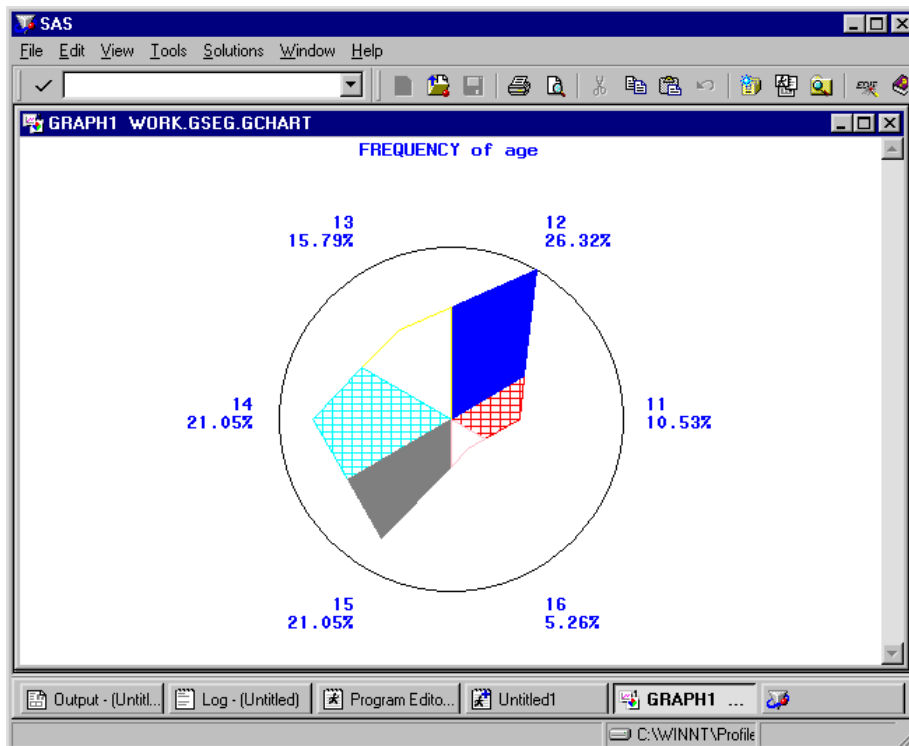 SAS
File Edit View Tools Solutions Window Help
GRAPH1 WORK.GSEG.GCHART
FREQUENCY of age
13
15.79%
12
26.32%
14
21.05%
11
10.53%
15
21.05%
16
5.26%
Output - (Untitl... Log - (Untitled) Program Edito... Untitled1 GRAPH1 ...
C:\WINNT\Profile